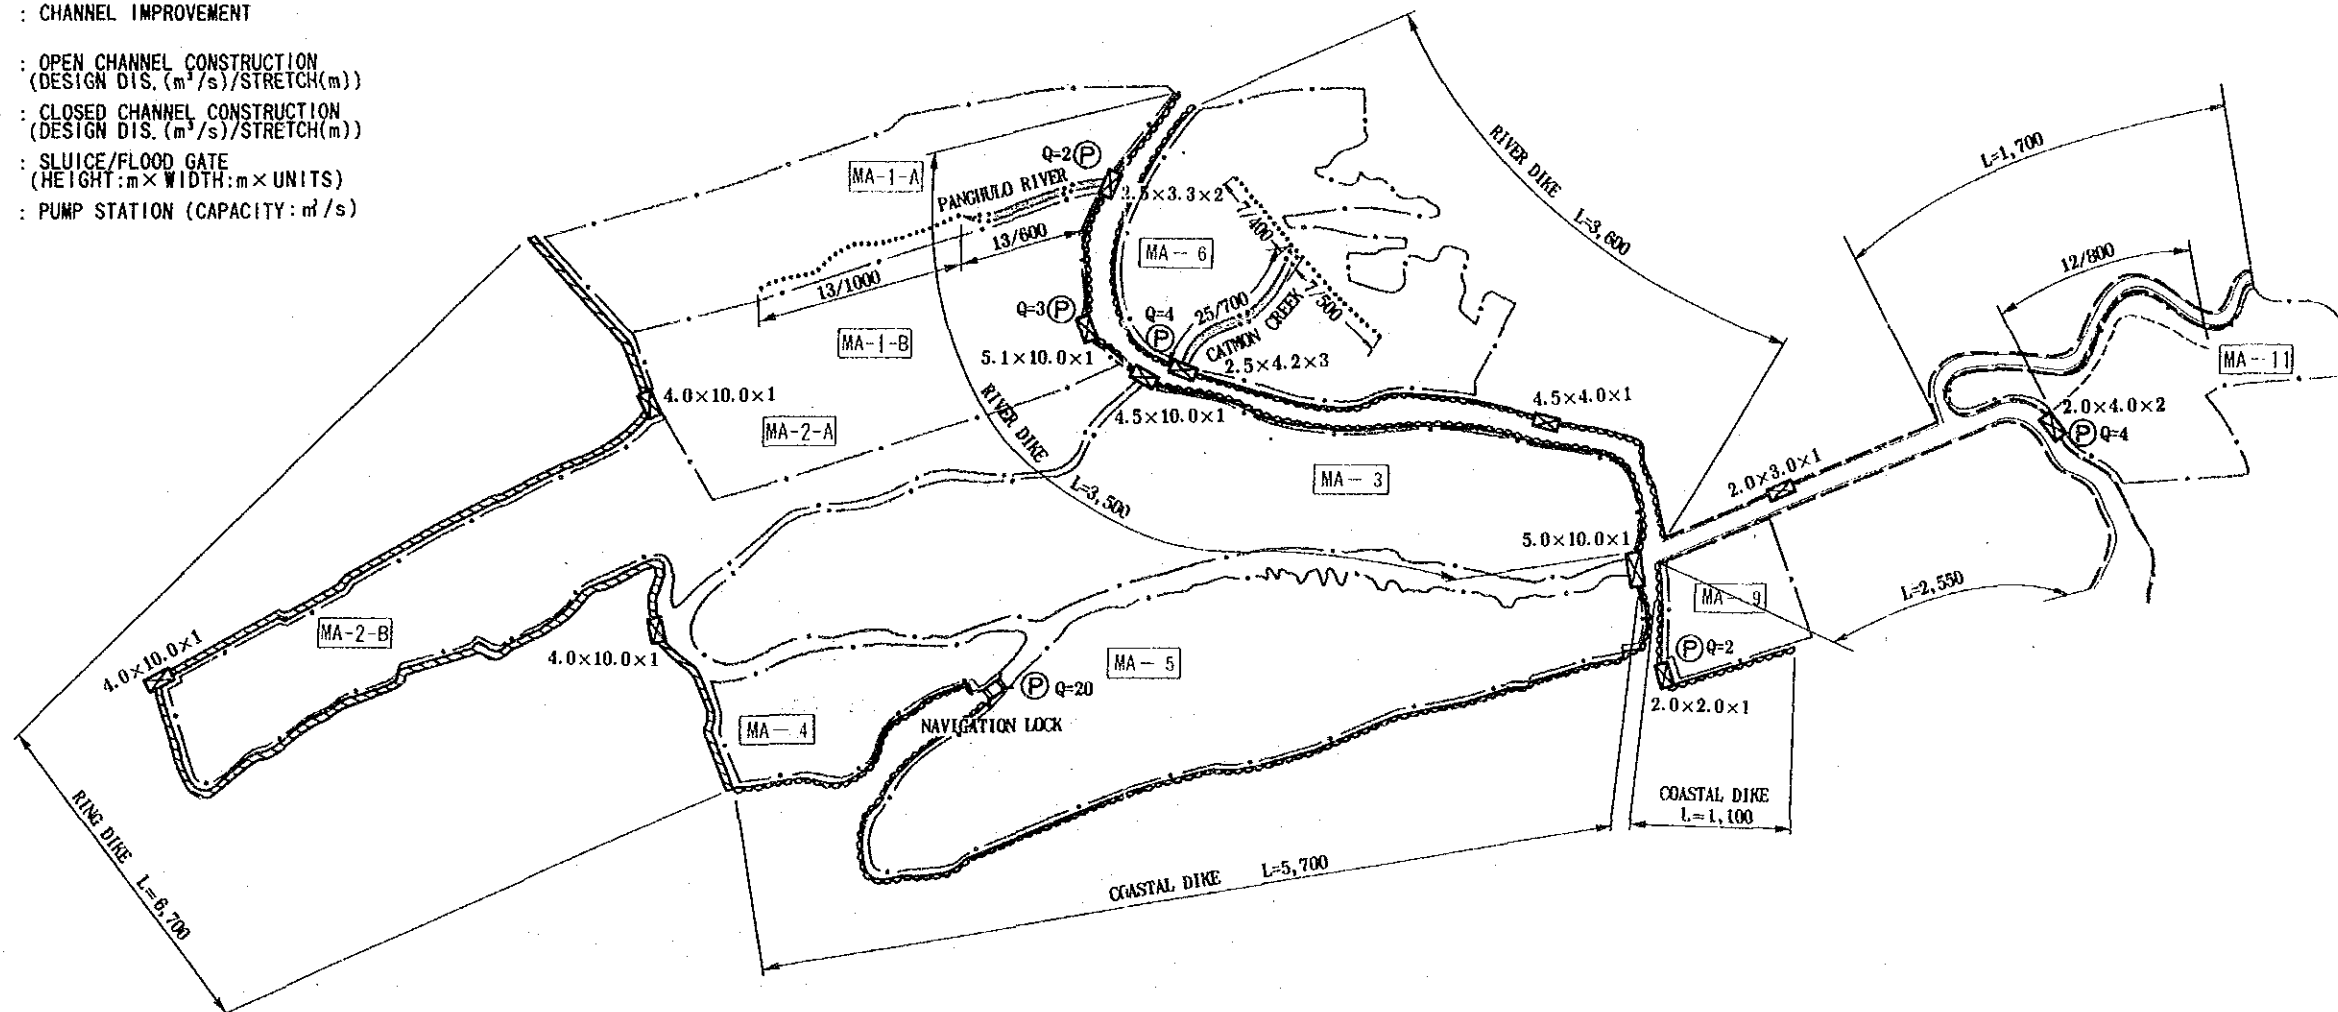 : CHANNEL IMPROVEMENT
: OPEN CHANNEL CONSTRUCTION
(DESIGN DIS.(m³/s)/STRETCH(m))
: CLOSED CHANNEL CONSTRUCTION
(DESIGN DIS.(m³/s)/STRETCH(m))
: SLUICE/FLOOD GATE
(HEIGHT:m×WIDTH:m×UNITS)
: PUMP STATION (CAPACITY:㎥/s)
RIVER DIKE L=3,600
L=1,700
12/800
MA-1-A
Q=2 P
PANGHULO RIVER
2.5×3.3×2
13/600
13/1000
MA-6
7/400
7/500
25/700
CATMON CREEK
Q=3 P
Q=4
P
MA-1-B
5.1×10.0×1
2.5×4.2×3
MA-11
4.0×10.0×1
4.5×10.0×1
4.5×4.0×1
2.0×4.0×2
P Q=4
MA-2-A
RIVER DIKE
L=3,500
MA-3
2.0×3.0×1
5.0×10.0×1
L=2,550
MA-9
MA-2-B
4.0×10.0×1
4.0×10.0×1
MA-5
P Q=2
P Q=20
2.0×2.0×1
MA-4
NAVIGATION LOCK
COASTAL DIKE
L=1,100
RING DIKE L=6,700
COASTAL DIKE L=5,700